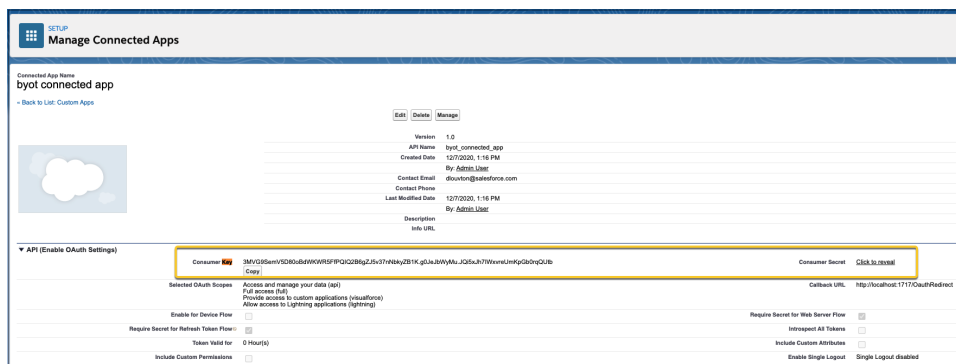 SETUP
Manage Connected Apps
Connected App Name
byot connected app
« Back to List: Custom Apps
Edit Delete Manage
Version 1.0
API Name byot_connected_app
Created Date 12/7/2020, 1:16 PM
By: Admin User
Contact Email dlouvton@salesforce.com
Contact Phone
Last Modified Date 12/7/2020, 1:16 PM
By: Admin User
Description
Info URL
▼ API (Enable OAuth Settings)
Consumer Key 3MVG9SemV5D80oBdWKWR5FfPQIQ2B6gZJ5v37nNbkyZB1K.g0JeJbWyMu.JQi5xJh7IWxvreUmKpGb0rqQUtb Consumer Secret Click to reveal
Copy
Selected OAuth Scopes Access and manage your data (api) Callback URL http://localhost:1717/OauthRedirect
Full access (full)
Provide access to custom applications (visualforce)
Allow access to Lightning applications (lightning)
Enable for Device Flow Require Secret for Web Server Flow
Require Secret for Refresh Token Flow Introspect All Tokens
Token Valid for 0 Hour(s) Include Custom Attributes
Include Custom Permissions Enable Single Logout Single Logout disabled